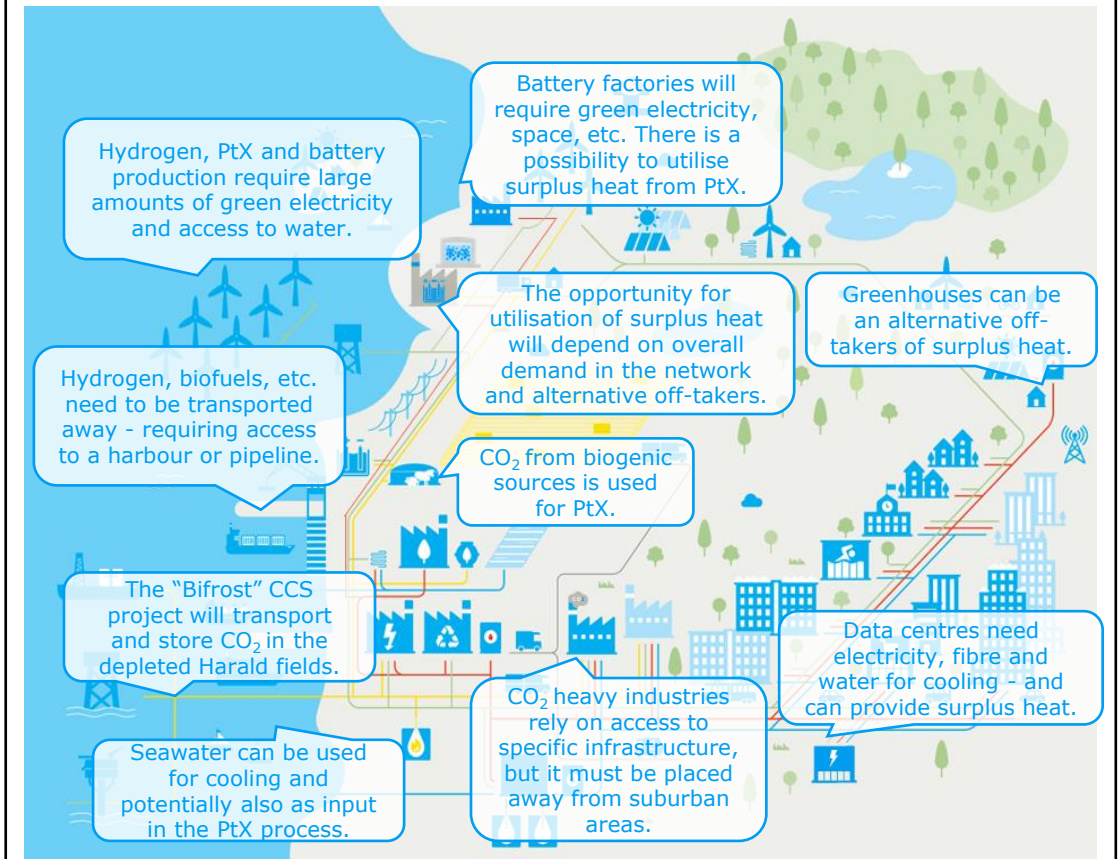 Battery factories will
require green electricity,
space, etc. There is a
possibility to utilise
surplus heat from PtX.
Hydrogen, PtX and battery
production require large
amounts of green electricity
and access to water.
The opportunity for
utilisation of surplus heat
will depend on overall
demand in the network
and alternative off-takers.
Greenhouses can be
an alternative off-
takers of surplus heat.
Hydrogen, biofuels, etc.
need to be transported
away - requiring access
to a harbour or pipeline.
CO₂ from biogenic
sources is used
for PtX.
The “Bifrost” CCS
project will transport
and store CO₂ in the
depleted Harald fields.
Data centres need
electricity, fibre and
water for cooling - and
can provide surplus heat.
CO₂ heavy industries
rely on access to
specific infrastructure,
but it must be placed
away from suburban
areas.
Seawater can be used
for cooling and
potentially also as input
in the PtX process.